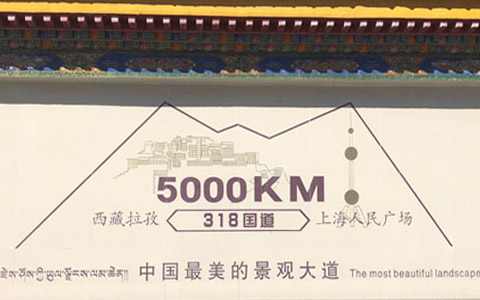 5000KM
西藏拉孜 318国道 上海人民广场
中国最美的景观大道 The most beautiful landscape